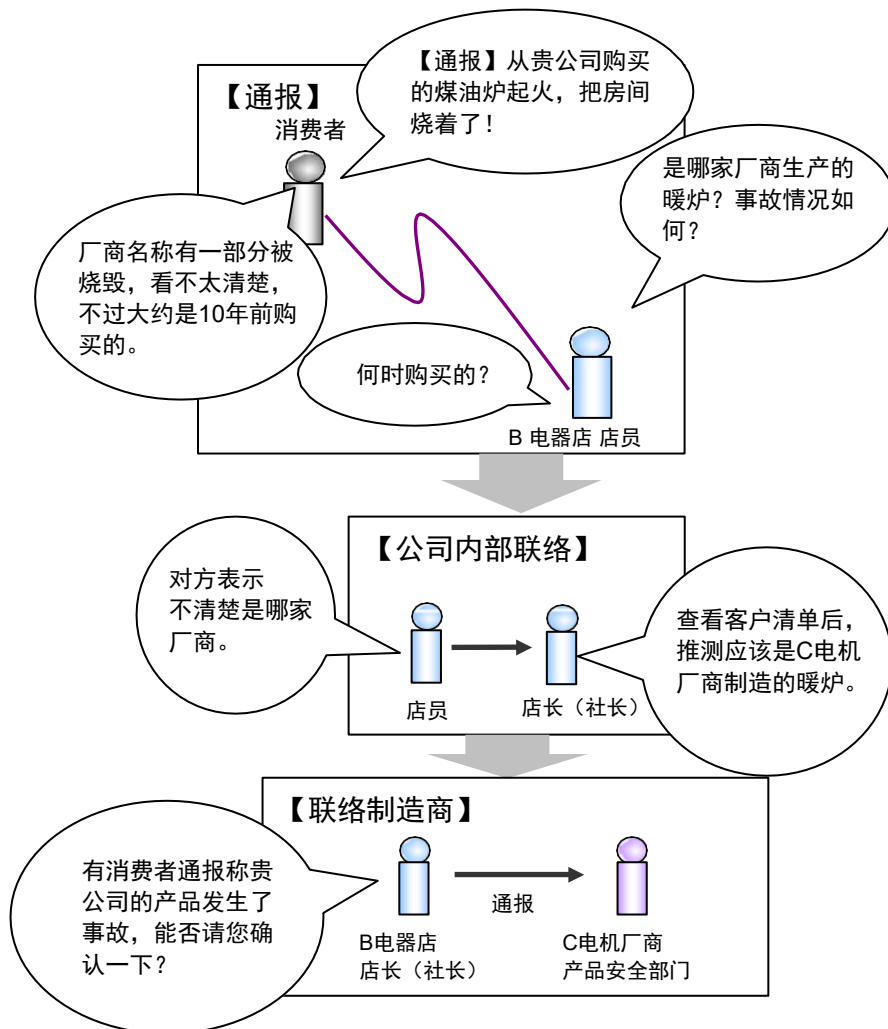 【通报】从贵公司购买
的煤油炉起火，把房间
烧着了！
【通报】
消费者
是哪家厂商生产的
暖炉？事故情况如
何？
厂商名称有一部分被
烧毁，看不太清楚，
不过大约是10年前购
买的。
何时购买的？
B 电器店 店员
【公司内部联络】
对方表示
不清楚是哪家
厂商。
查看客户清单后，
推测应该是C电机
厂商制造的暖炉。
店员
店长（社长）
【联络制造商】
有消费者通报称贵
公司的产品发生了
事故，能否请您确
认一下？
通报
B电器店
店长（社长）
C电机厂商
产品安全部门